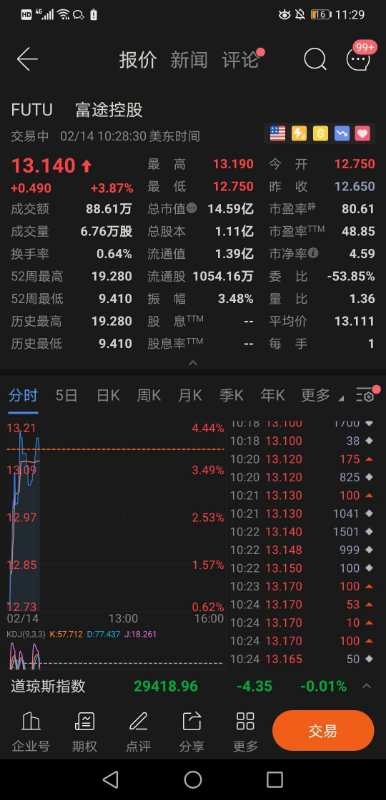 HD 4G 6 11:29
报价 新闻 评论 99+
FUTU 富途控股
交易中 02/14 10:28:30 美东时间
13.140 最高 13.190 今开 12.750
+0.490 +3.87% 最低 12.750 昨收 12.650
成交额 88.61万 总市值 14.59亿 市盈率静 80.61
成交量 6.76万股 总股本 1.11亿 市盈率TTM 48.85
换手率 0.64% 流通值 1.39亿 市净率 4.59
52周最高 19.280 流通股 1054.16万 委比 -53.85%
52周最低 9.410 振幅 3.48% 量比 1.36
历史最高 19.280 股息TTM -- 平均价 13.111
历史最低 9.410 股息率TTM -- 每手 1
分时 5日 日K 周K 月K 季K 年K 更多
13.21 4.44%
13.09 3.49%
12.97 2.53%
12.85 1.57%
12.73 0.62%
02/14 13:00 16:00
KDJ(9,3,3) K:57.712 D:77.437 J:18.261
10:18 13.100 1700
10:18 13.100 38
10:20 13.120 175
10:20 13.120 825
10:21 13.130 100
10:21 13.130 1041
10:22 13.140 1501
10:22 13.148 999
10:22 13.150 100
10:23 13.170 100
10:24 13.170 53
10:24 13.170 10
10:24 13.170 100
10:24 13.165 50
道琼斯指数 29418.96 -4.35 -0.01%
企业号 期权 点评 分享 更多 交易